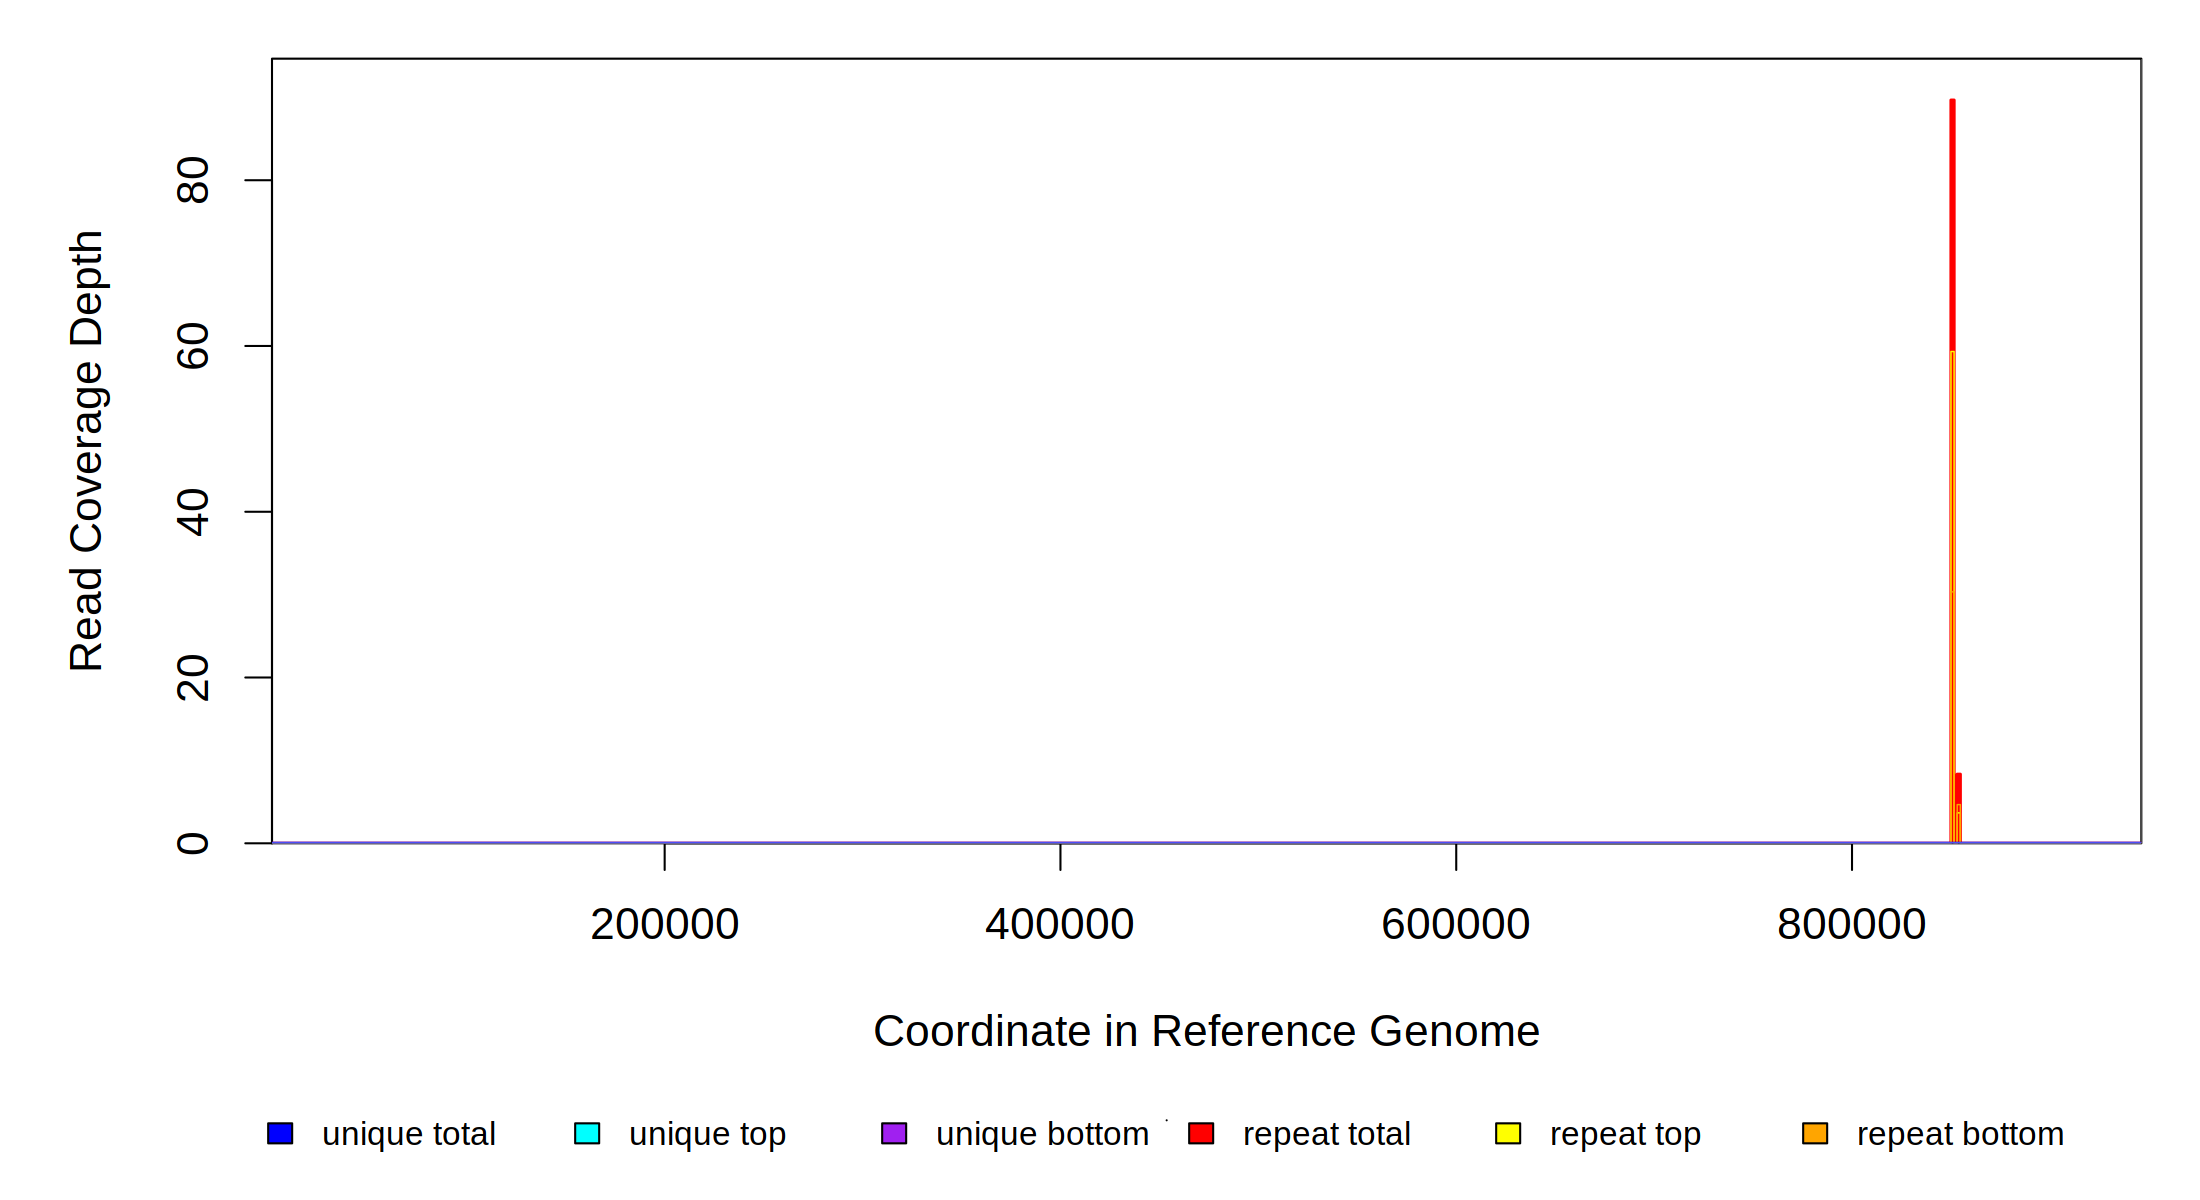 Read Coverage Depth
80
60
40
20
0
200000 400000 600000 800000
Coordinate in Reference Genome
unique total unique top unique bottom repeat total repeat top repeat bottom